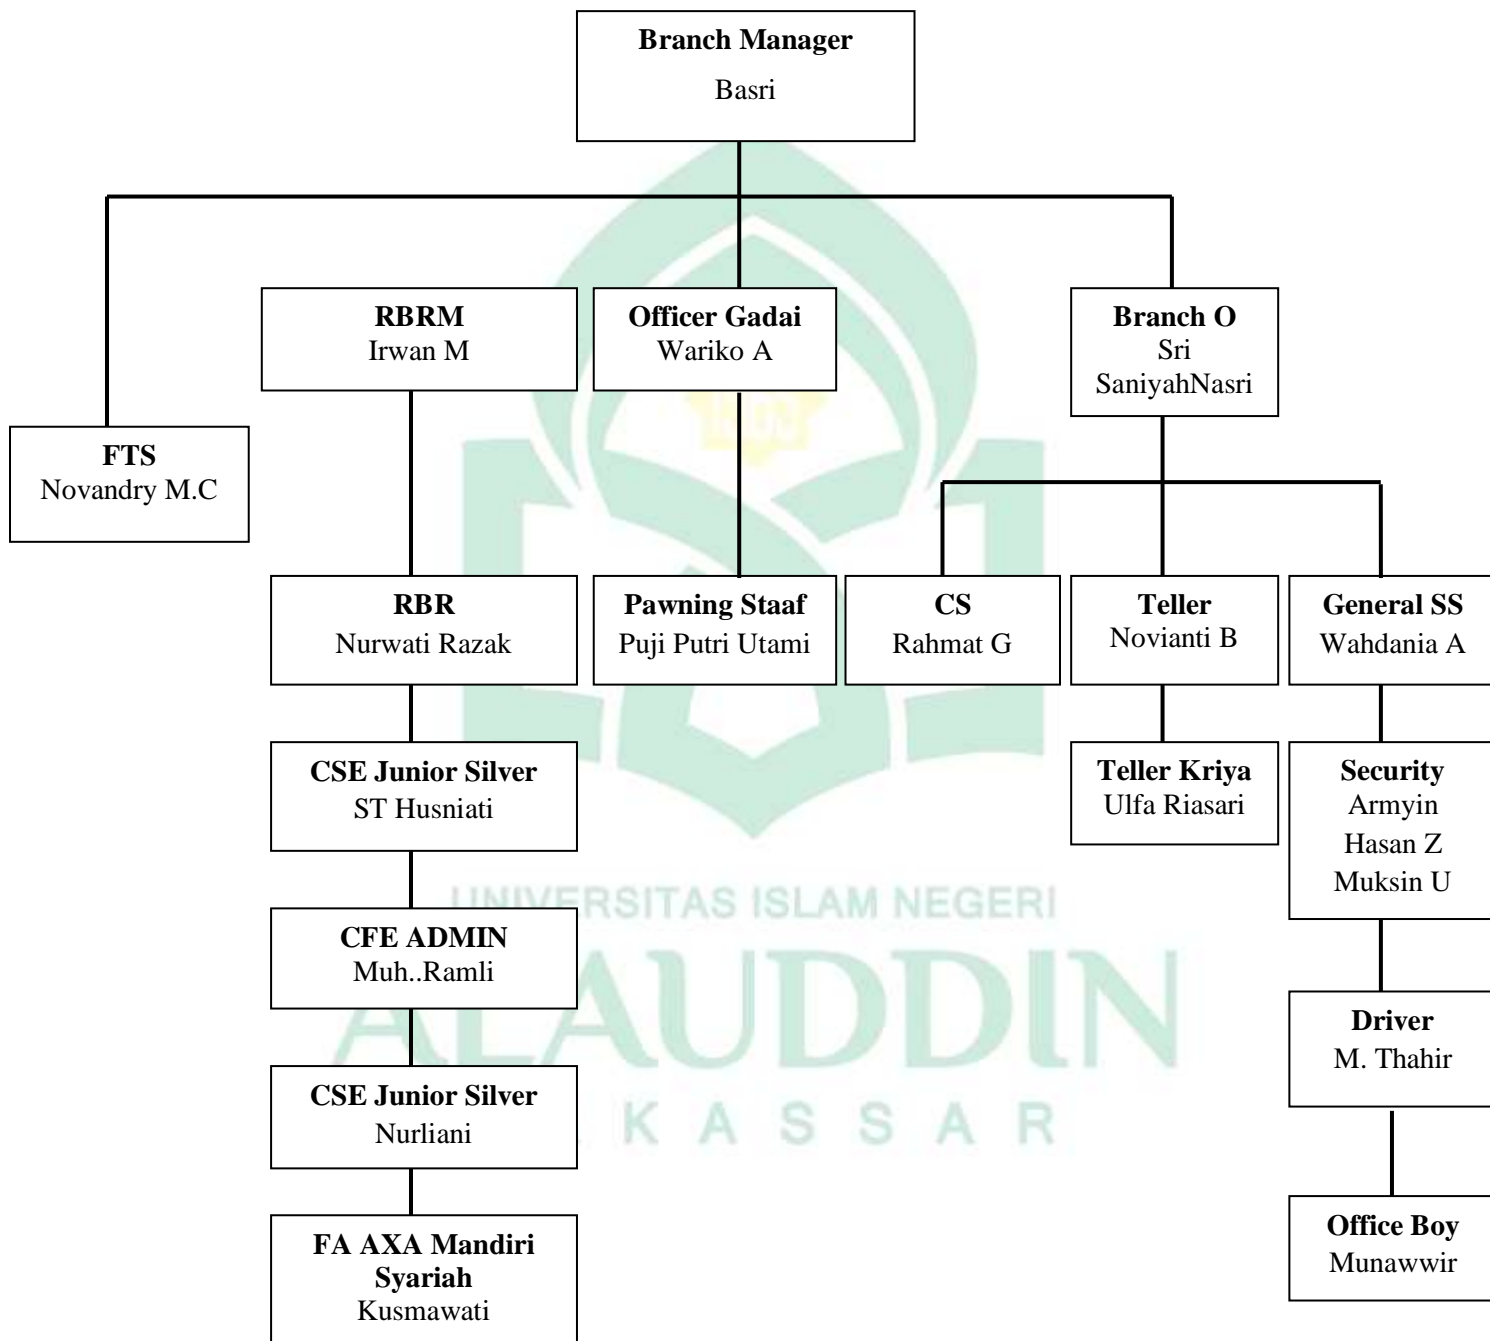 Branch Manager
Basri
RBRM
Irwan M
Officer Gadai
Wariko A
Branch O
Sri
SaniyahNasri
FTS
Novandry M.C
RBR
Nurwati Razak
Pawning Staaf
Puji Putri Utami
CS
Rahmat G
Teller
Novianti B
General SS
Wahdania A
CSE Junior Silver
ST Husniati
Teller Kriya
Ulfa Riasari
Security
Armyin
Hasan Z
Muksin U
UNIVERSITAS ISLAM NEGERI
CFE ADMIN
Muh..Ramli
ALAUDDIN
Driver
M. Thahir
CSE Junior Silver
Nurliani
K A S S A R
FA AXA Mandiri
Syariah
Kusmawati
Office Boy
Munawwir